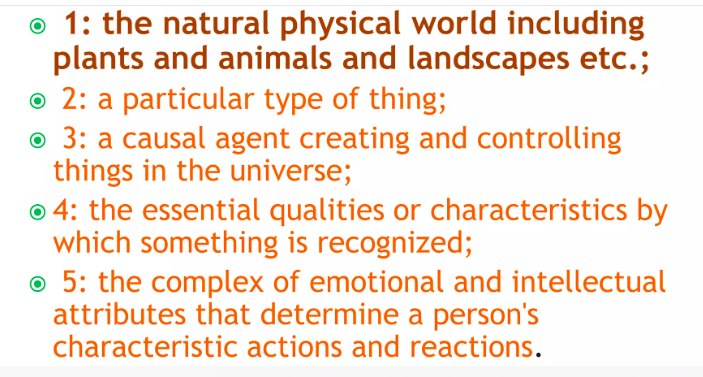 1: the natural physical world including
plants and animals and landscapes etc.;
2: a particular type of thing;
3: a causal agent creating and controlling
things in the universe;
4: the essential qualities or characteristics by
which something is recognized;
5: the complex of emotional and intellectual
attributes that determine a person's
characteristic actions and reactions.